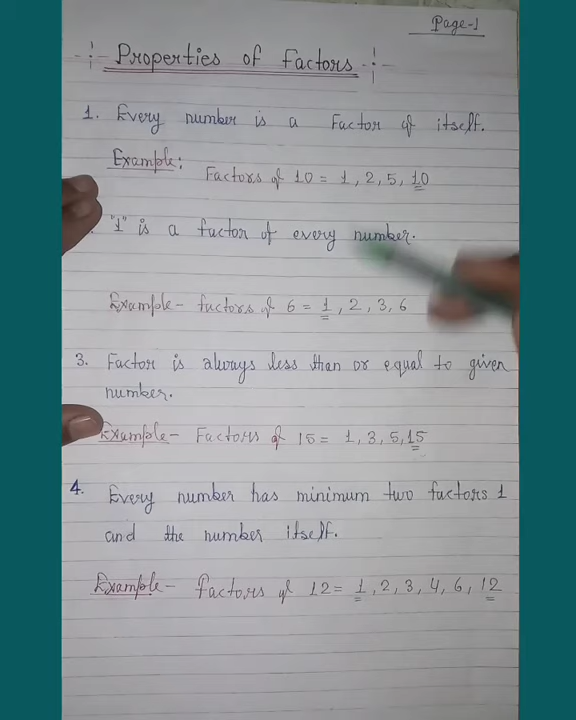 Page-1
Properties of Factors
1. Every number is a Factor of itself.
Example: Factors of 10 = 1, 2, 5, 10
"1" is a factor of every number.
Example- factors of 6 = 1, 2, 3, 6
3. Factor is always less than or equal to given
number.
Example- Factors of 15 = 1, 3, 5, 15
4. Every number has minimum two factors 1
and the number itself.
Example- Factors of 12 = 1, 2, 3, 4, 6, 12